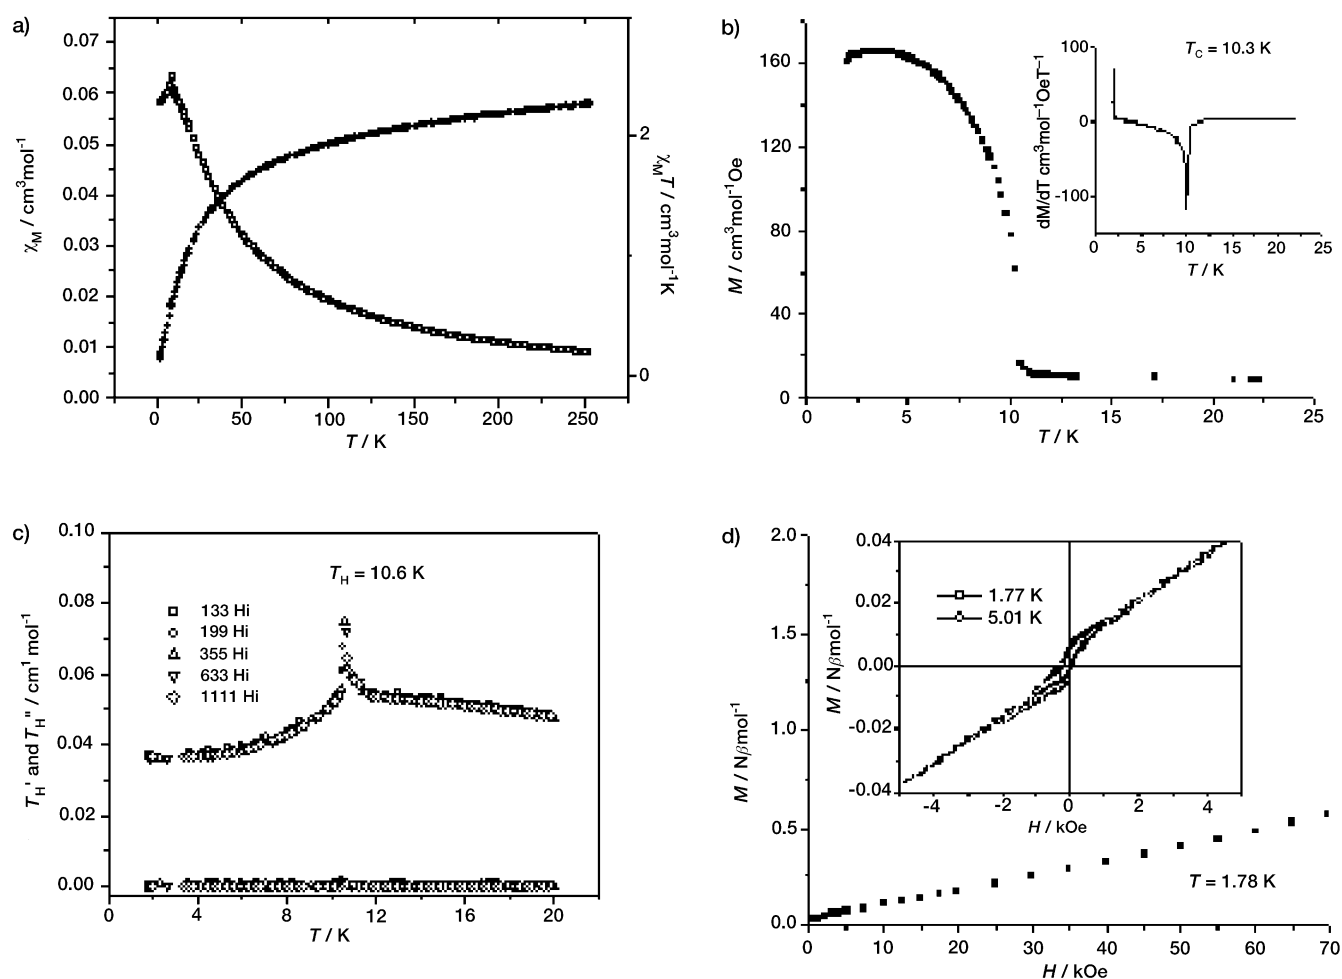 a)
0.07
0.06
0.05
0.04
0.03
0.02
0.01
0.00
χM / cm³mol⁻¹
2
0
χMT / cm³mol⁻¹K
0 50 100 150 200 250
T / K
b)
160
120
80
40
0
M / cm³mol⁻¹Oe
0 5 10 15 20 25
T / K
TC = 10.3 K
100
0
-100
dM/dT cm³mol⁻¹OeT⁻¹
0 5 10 15 20 25
T / K
c)
0.10
0.80
0.06
0.04
0.02
0.00
TH' and TH'' / cm¹ mol⁻¹
TH = 10.6 K
133 Hi
199 Hi
355 Hi
633 Hi
1111 Hi
0 4 8 12 16 20
T / K
d)
2.0
1.5
1.0
0.5
0.0
M / Nβmol⁻¹
0.04
0.02
0.00
-0.02
-0.04
M / Nβmol⁻¹
1.77 K
5.01 K
-4 -2 0 2 4
H / kOe
T = 1.78 K
0 10 20 30 40 50 60 70
H / kOe